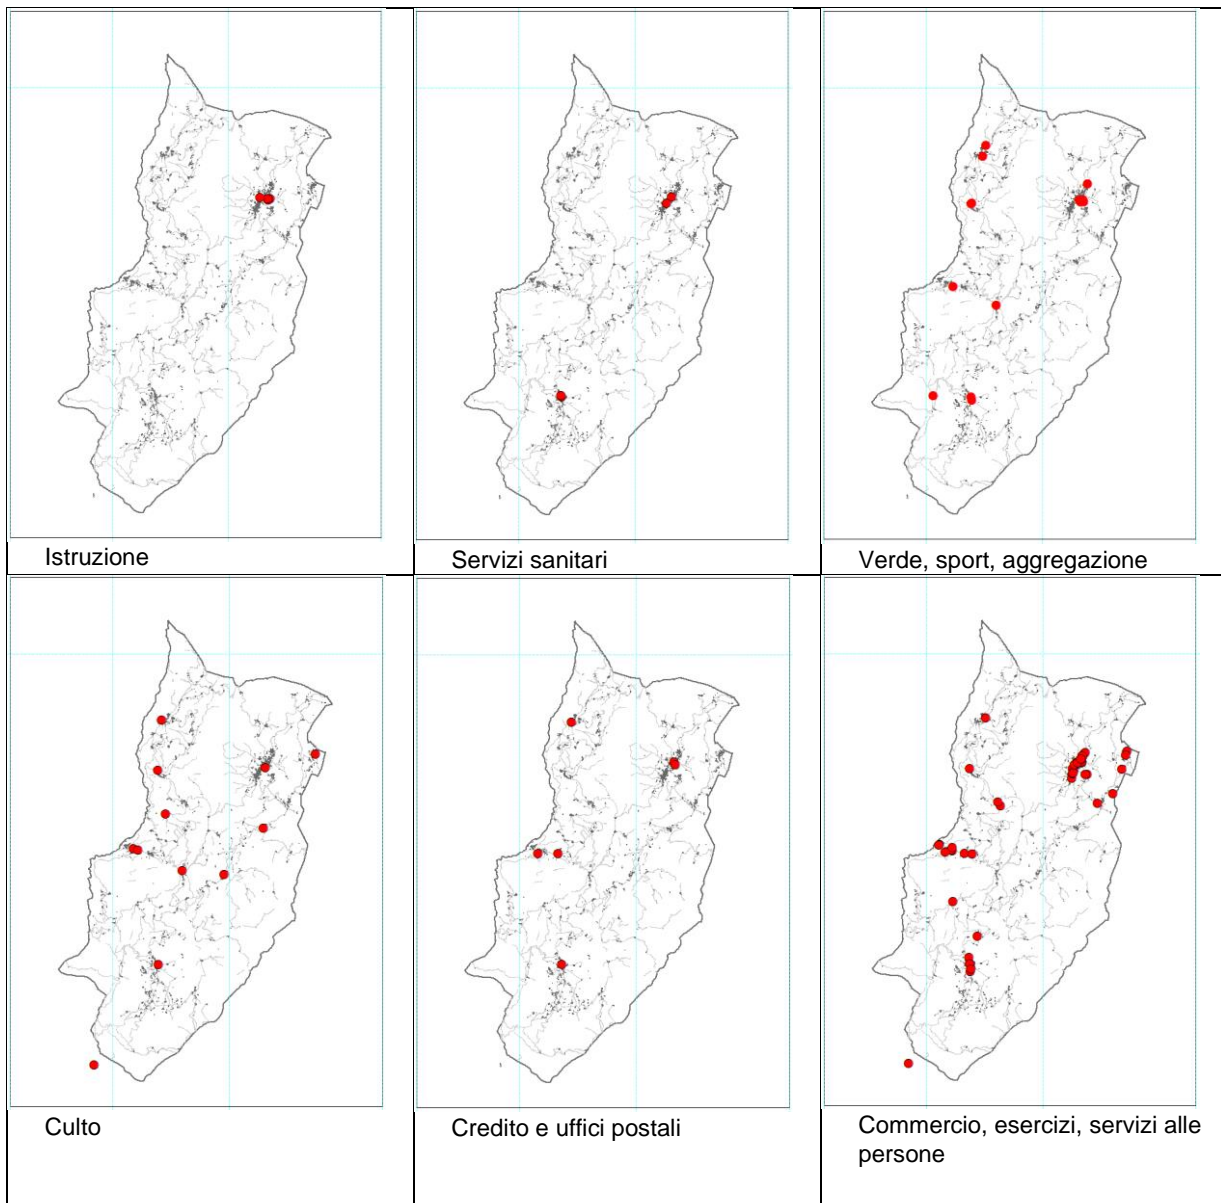 Istruzione
Servizi sanitari
Verde, sport, aggregazione
Culto
Credito e uffici postali
Commercio, esercizi, servizi alle
persone